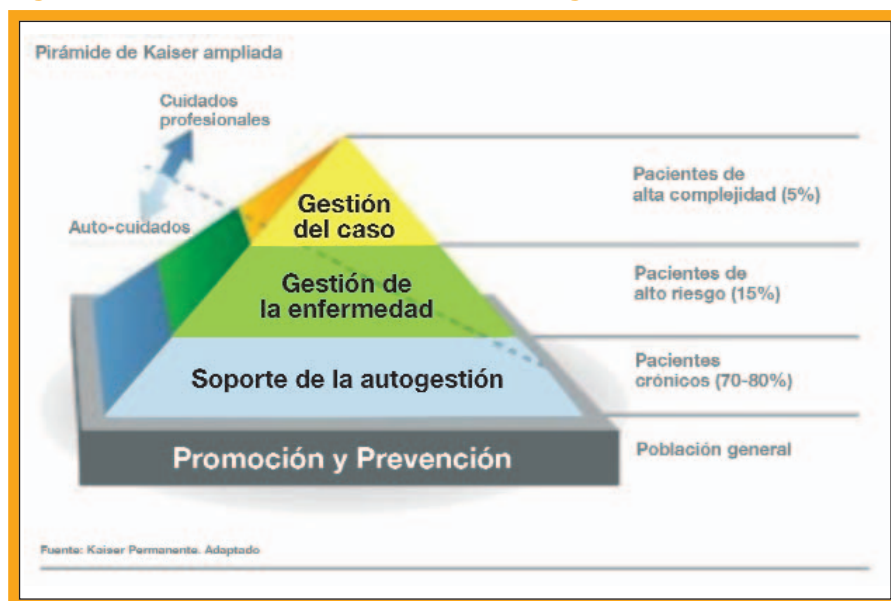 Pirámide de Kaiser ampliada
Cuidados
profesionales
Auto-cuidados
Gestión
del caso
Pacientes de
alta complejidad (5%)
Gestión de
la enfermedad
Pacientes de
alto riesgo (15%)
Soporte de la autogestión
Pacientes
crónicos (70-80%)
Promoción y Prevención
Población general
Fuente: Kaiser Permanente. Adaptado